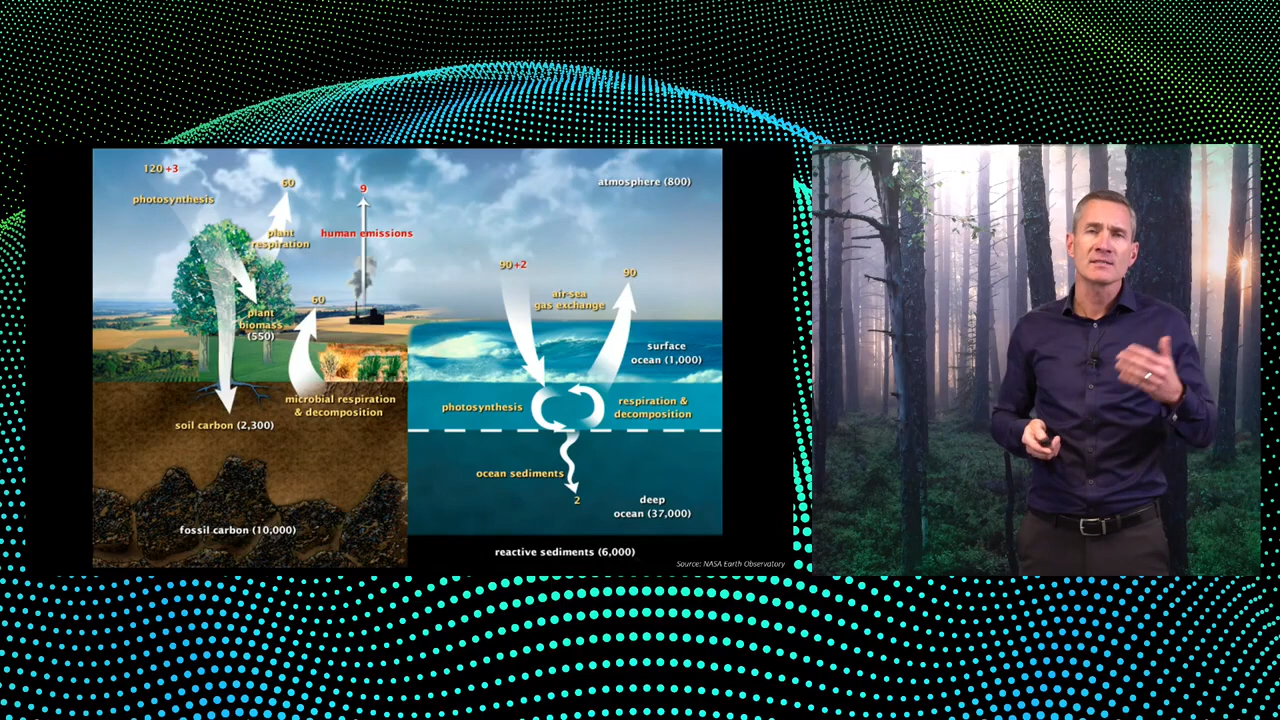 120+3
photosynthesis
60
plant
respiration
9
human emissions
plant
biomass
(550)
60
microbial respiration
& decomposition
soil carbon (2,300)
fossil carbon (10,000)
atmosphere (800)
90+2
90
air-sea
gas exchange
surface
ocean (1,000)
photosynthesis
respiration &
decomposition
ocean sediments
2
deep
ocean (37,000)
reactive sediments (6,000)
Source: NASA Earth Observatory